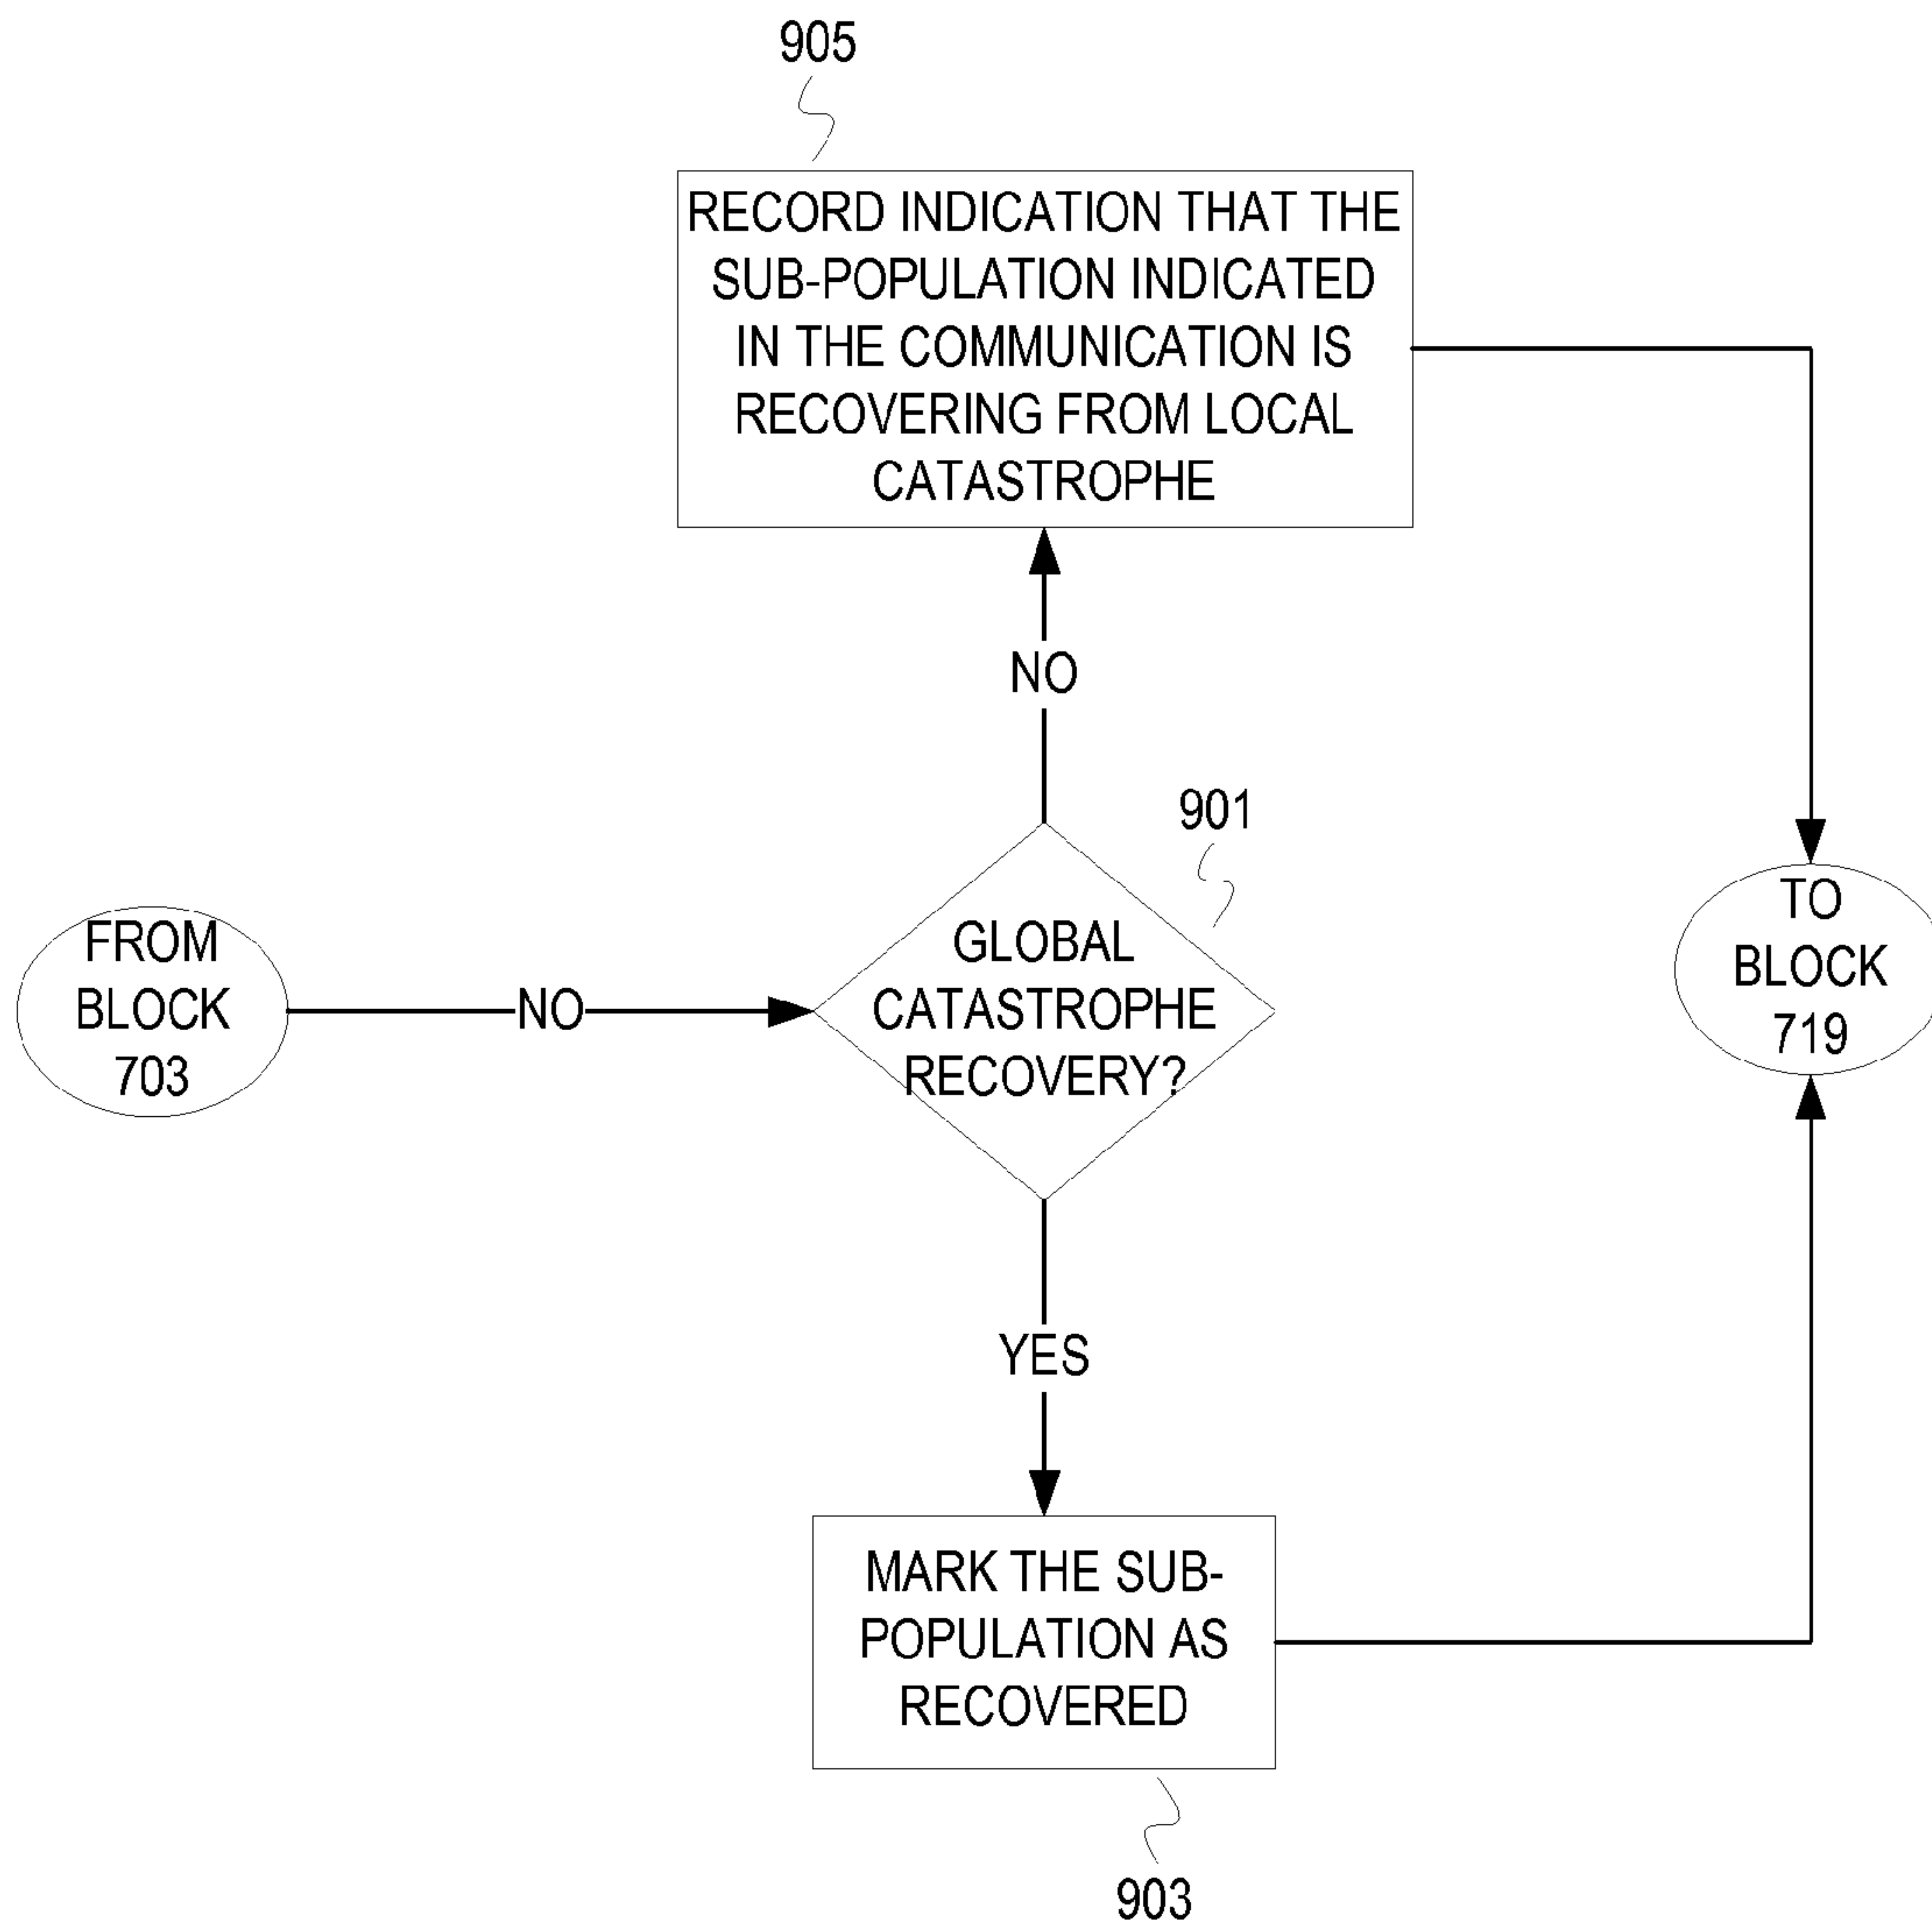 905
RECORD INDICATION THAT THE
SUB-POPULATION INDICATED
IN THE COMMUNICATION IS
RECOVERING FROM LOCAL
CATASTROPHE
NO
901
FROM
BLOCK
703
NO
GLOBAL
CATASTROPHE
RECOVERY?
TO
BLOCK
719
YES
MARK THE SUB-
POPULATION AS
RECOVERED
903